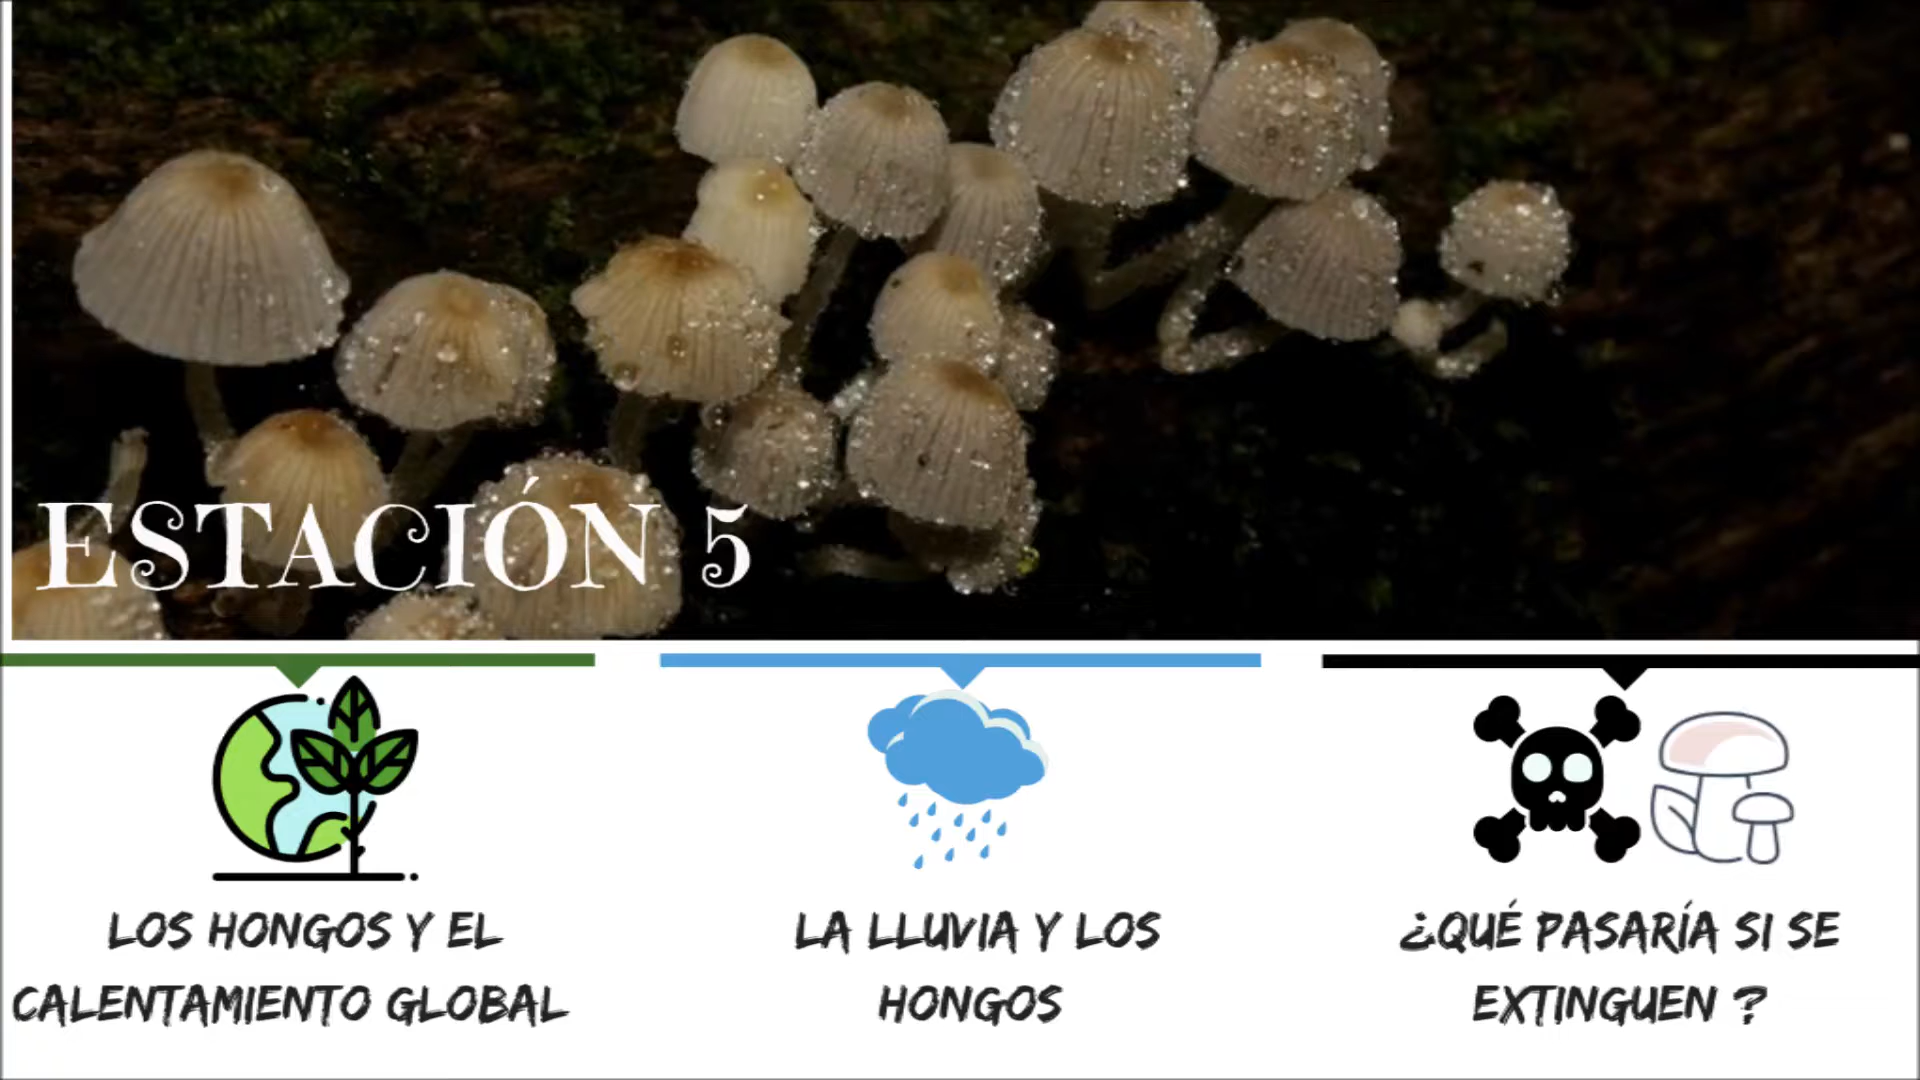 ESTACIÓN 5
LOS HONGOS Y EL
CALENTAMIENTO GLOBAL
LA LLUVIA Y LOS
HONGOS
¿QUÉ PASARÍA SI SE
EXTINGUEN ?